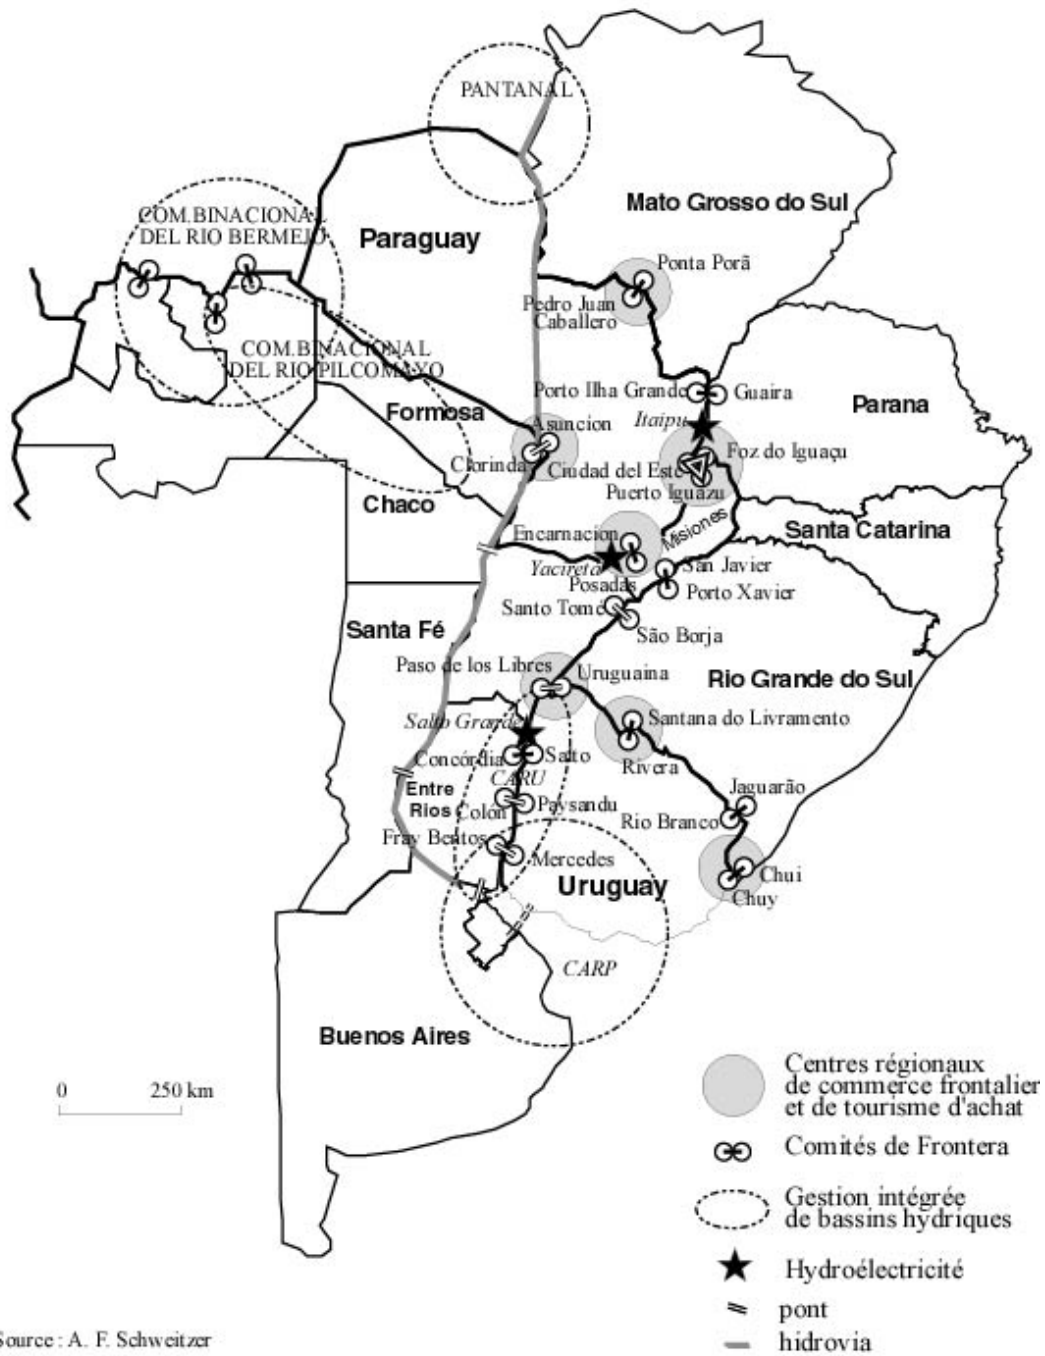 PANTANAL
COM.BINACIONAL
DEL RIO BERMEJO
Mato Grosso do Sul
Paraguay
Ponta Porã
Pedro Juan
Caballero
COM.BINACIONAL
DEL RIO PILCOMAYO
Porto Ilha Grande
Guaira
Formosa
Itaipu
Parana
Asuncion
Foz do Iguaçu
Clorinda
Ciudad del Este
Puerto Iguazu
Chaco
Misiones
Santa Catarina
Encarnacion
Yacireta
San Javier
Posadas
Porto Xavier
Santo Tomé
São Borja
Santa Fé
Paso de los Libres
Uruguaina
Rio Grande do Sul
Salto Grande
Santana do Livramento
Concórdia
Salto
Rivera
CARU
Entre
Rios
Colón
Paysandu
Jaguarão
Rio Branco
Fray Bentos
Mercedes
Uruguay
Chui
Chuy
CARP
Buenos Aires
0
250 km
Centres régionaux
de commerce frontalier
et de tourisme d'achat
Comités de Frontera
Gestion intégrée
de bassins hydriques
Hydroélectricité
pont
hidrovia
Source : A. F. Schweitzer